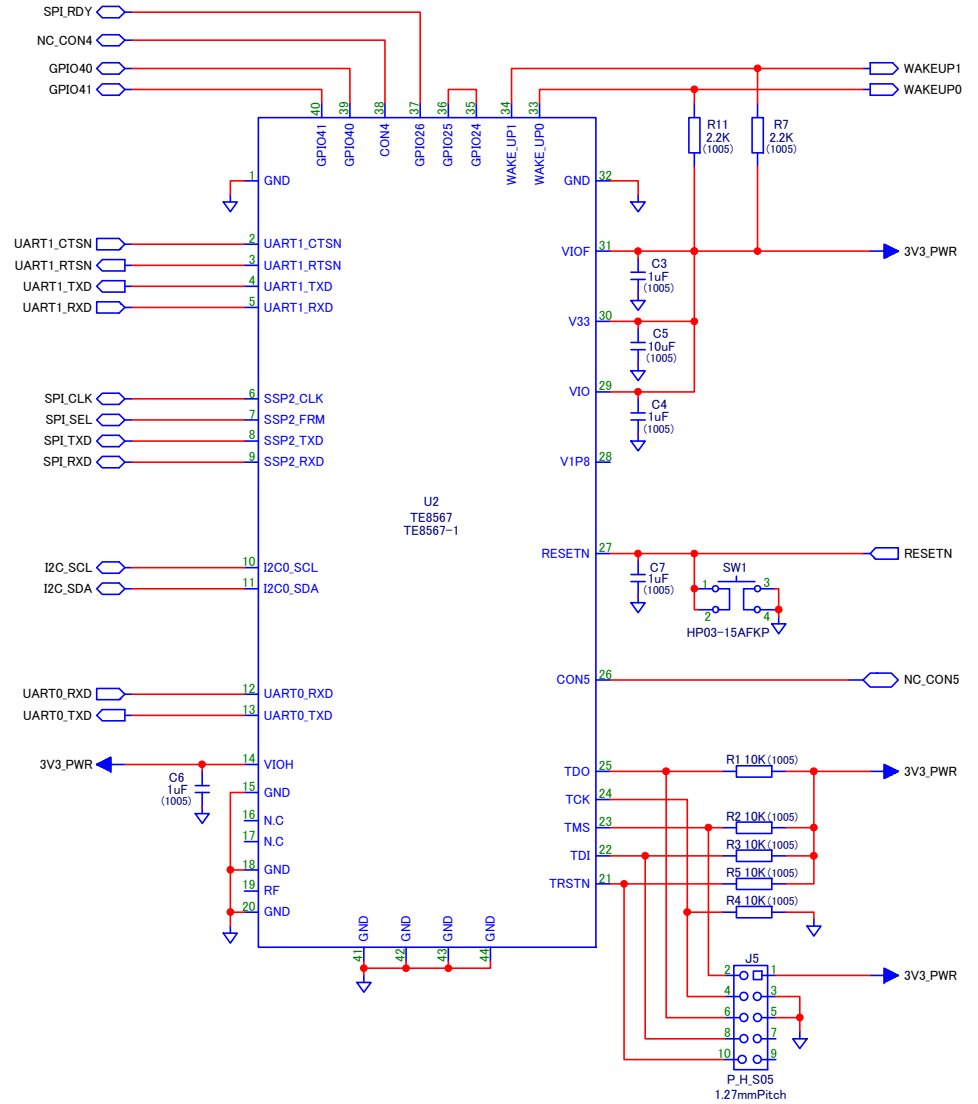 SPI_RDY
NC_CON4
GPIO40
GPIO41
WAKEUP1
WAKEUP0
40
39
38
37
36
35
34
33
GPIO41
GPIO40
CON4
GPIO26
GPIO25
GPIO24
WAKE_UP1
WAKE_UP0
R11
2.2K
(1005)
R7
2.2K
(1005)
1 GND
GND 32
UART1_CTSN 2 UART1_CTSN
UART1_RTSN 3 UART1_RTSN
UART1_TXD 4 UART1_TXD
UART1_RXD 5 UART1_RXD
VIOF 31
3V3_PWR
C3
1uF
(1005)
V33 30
C5
10uF
(1005)
VIO 29
C4
1uF
(1005)
SPI_CLK 6 SSP2_CLK
SPI_SEL 7 SSP2_FRM
SPI_TXD 8 SSP2_TXD
SPI_RXD 9 SSP2_RXD
V1P8 28
U2
TE8567
TE8567-1
RESETN 27
RESETN
C7
1uF
(1005)
SW1
1 3
2 4
HP03-15AFKP
I2C_SCL 10 I2C0_SCL
I2C_SDA 11 I2C0_SDA
CON5 26
NC_CON5
UART0_RXD 12 UART0_RXD
UART0_TXD 13 UART0_TXD
3V3_PWR 14 VIOH
C6
1uF
(1005)
15 GND
16 N.C
17 N.C
18 GND
19 RF
20 GND
TDO 25
R1 10K(1005)
3V3_PWR
TCK 24
TMS 23
R2 10K(1005)
TDI 22
R3 10K(1005)
TRSTN 21
R5 10K(1005)
R4 10K(1005)
GND
GND
GND
GND
41
42
43
44
J5
2 1
3V3_PWR
4 3
6 5
8 7
10 9
P_H_S05
1.27mmPitch